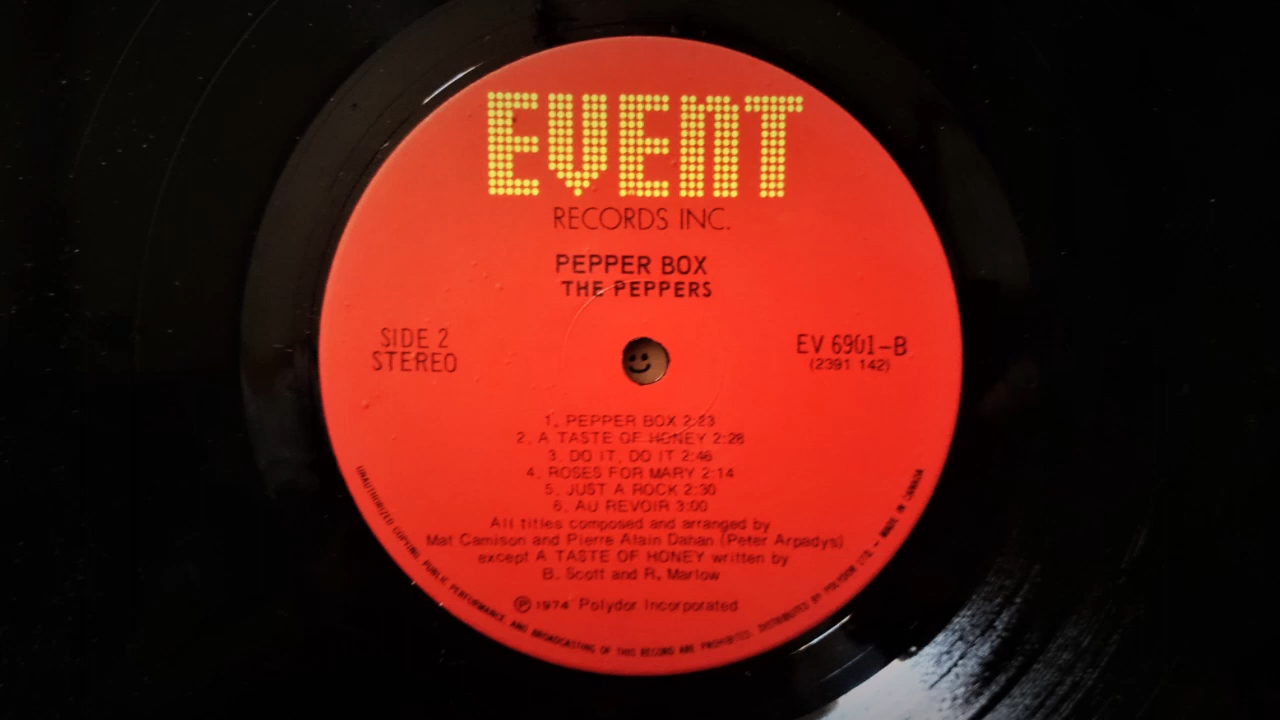 EVENT
RECORDS INC.
PEPPER BOX
THE PEPPERS
SIDE 2
STEREO
EV 6901-B
(2391 142)
1. PEPPER BOX 2:23
2. A TASTE OF HONEY 2:28
3. DO IT, DO IT 2:46
4. ROSES FOR MARY 2:14
5. JUST A ROCK 2:30
6. AU REVOIR 3:00
All titles composed and arranged by
Mat Camison and Pierre Alain Dahan (Peter Arpadys)
except A TASTE OF HONEY written by
B. Scott and R. Marlow
Ⓟ 1974 Polydor Incorporated
UNAUTHORIZED COPYING, PUBLIC PERFORMANCE, AND BROADCASTING OF THIS RECORD ARE PROHIBITED. DISTRIBUTED BY POLYDOR LTD. - MADE IN CANADA